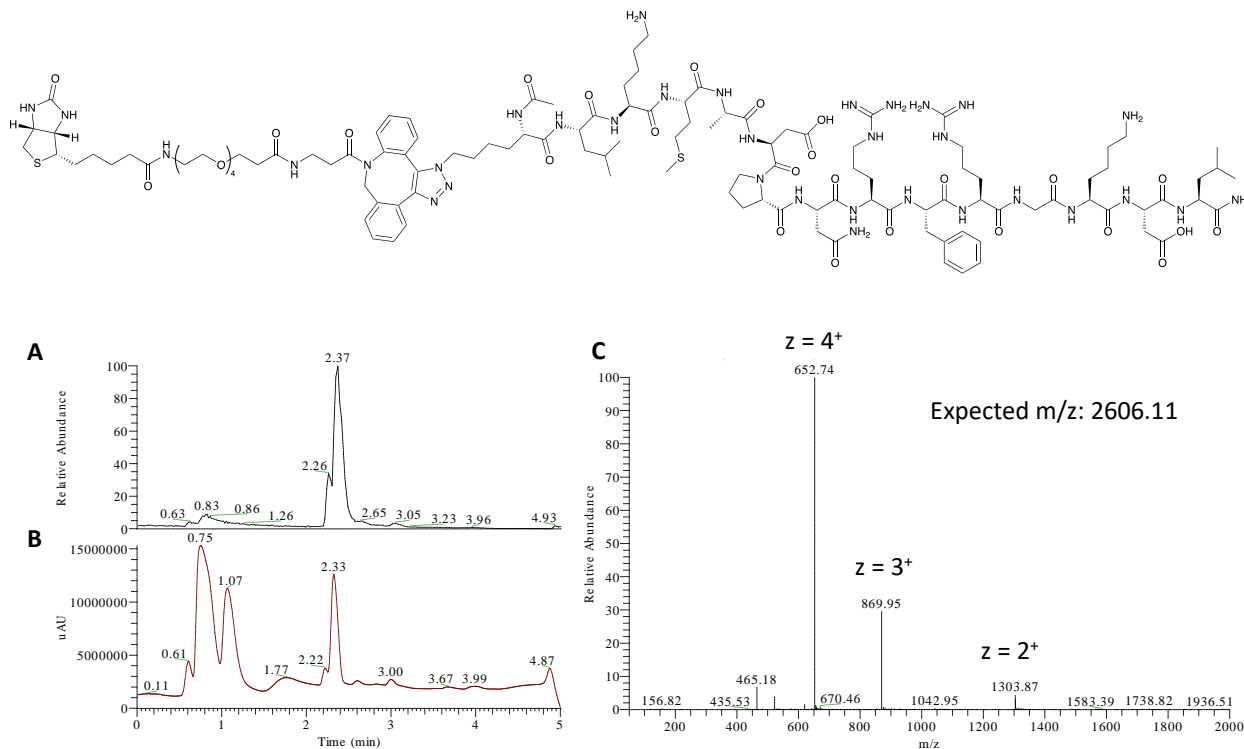 H₂N
O
HN
NH
H
H
S
O
H
N
O
4
O
N
H
O
N
N
N
N
HN
O
O
N
H
O
H
N
O
S
N
H
O
H
N
O
HN
O
OH
O
N
O
H
N
O
NH₂
O
HN
NH
NH₂
N
H
O
H
N
O
H₂N
NH
HN
N
H
O
H
N
O
N
H
NH₂
O
H
N
O
OH
O
N
H
O
A
Relative Abundance
100
80
60
40
20
0
0.63
0.83
0.86
1.26
2.26
2.37
2.65
3.05
3.23
3.96
4.93
B
uAU
15000000
10000000
5000000
0
0.11
0.61
0.75
1.07
1.77
2.22
2.33
3.00
3.67
3.99
4.87
0 1 2 3 4 5
Time (min)
C
z = 4⁺
652.74
Expected m/z: 2606.11
Relative Abundance
100
90
80
70
60
50
40
30
20
10
0
z = 3⁺
869.95
z = 2⁺
1303.87
156.82
435.53
465.18
670.46
1042.95
1583.39
1738.82
1936.51
200 400 600 800 1000 1200 1400 1600 1800 2000
m/z